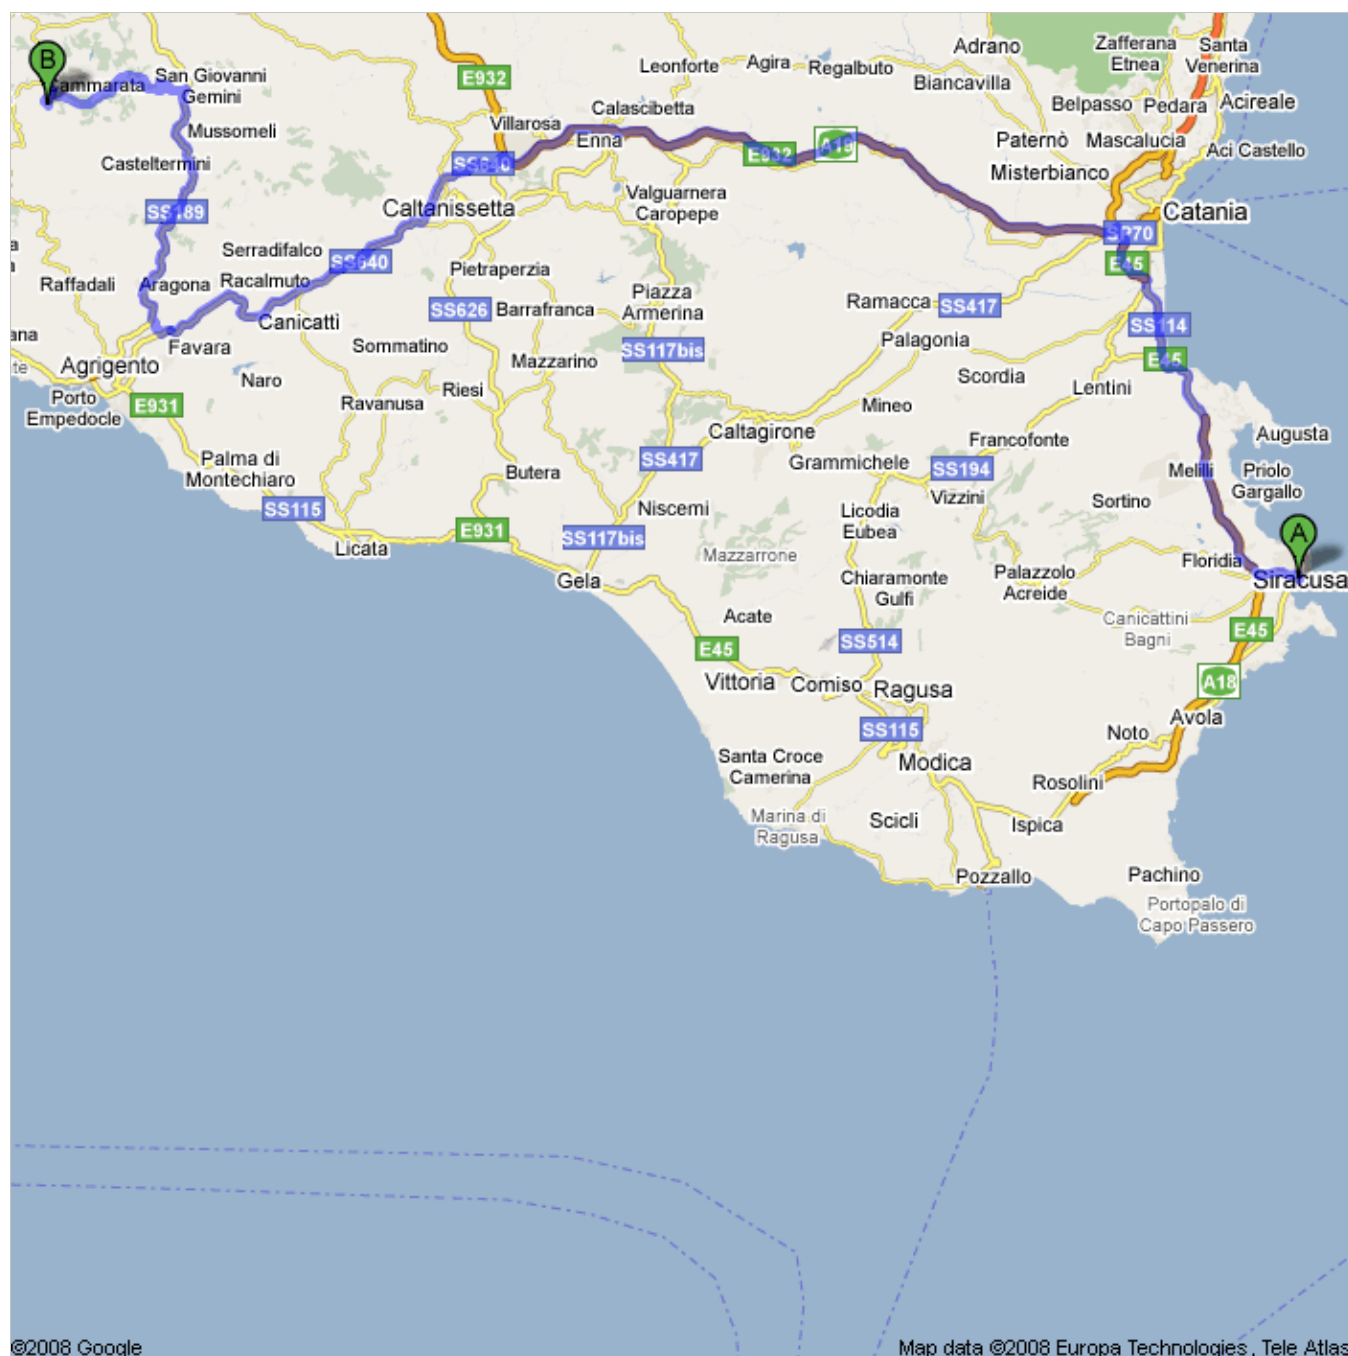 B
Cammarata
San Giovanni
Gemini
Mussomeli
Casteltermini
SS189
Serradifalco
SS640
Racalmuto
Aragona
Raffadali
Canicattì
Favara
Agrigento
Porto
Empedocle
ana
te
a
a
E931
Naro
Palma di
Montechiaro
SS115
Licata
E932
Villarosa
SS640
Caltanissetta
Calascibetta
Enna
Leonforte
Agira
Regalbuto
E932
A19
Valguarnera
Caropepe
Pietraperzia
SS626
Barrafranca
Piazza
Armerina
SS117bis
Sommatino
Mazzarino
Riesi
Ravanusa
Butera
E931
SS417
Niscemi
SS117bis
Gela
Adrano
Biancavilla
Zafferana
Etnea
Santa
Venerina
Belpasso
Pedara
Acireale
Paternò
Mascalucia
Misterbianco
Aci Castello
Catania
SP70
E45
Ramacca
SS417
SS114
Palagonia
E45
Scordia
Lentini
Mineo
Caltagirone
Francofonte
Grammichele
SS194
Vizzini
Augusta
Melilli
Priolo
Gargallo
Sortino
Licodia
Eubea
Mazzarrone
A
Floridia
Siracusa
Palazzolo
Acreide
Chiaramonte
Gulfi
Canicattini
Bagni
E45
Acate
SS514
E45
Vittoria
Comiso
Ragusa
A18
Avola
SS115
Noto
Santa Croce
Camerina
Modica
Rosolini
Marina di
Ragusa
Scicli
Ispica
Pozzallo
Pachino
Portopalo di
Capo Passero
©2008 Google
Map data ©2008 Europa Technologies, Tele Atlas